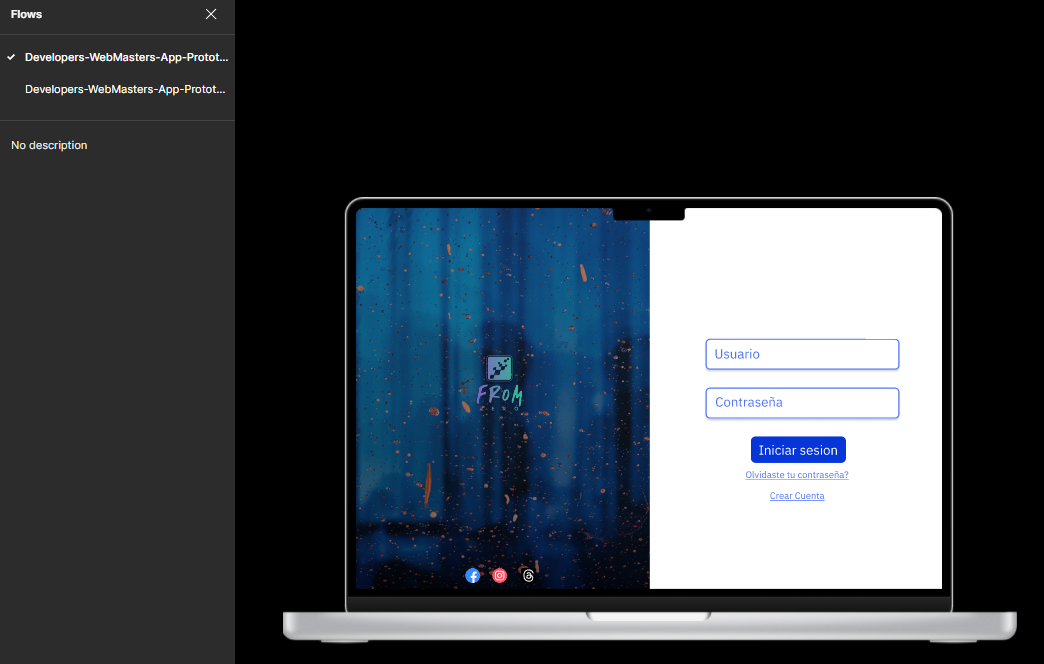 Flows
Developers-WebMasters-App-Protot...
Developers-WebMasters-App-Protot...
No description
FROM
Usuario
Contraseña
Iniciar sesion
Olvidaste tu contraseña?
Crear Cuenta